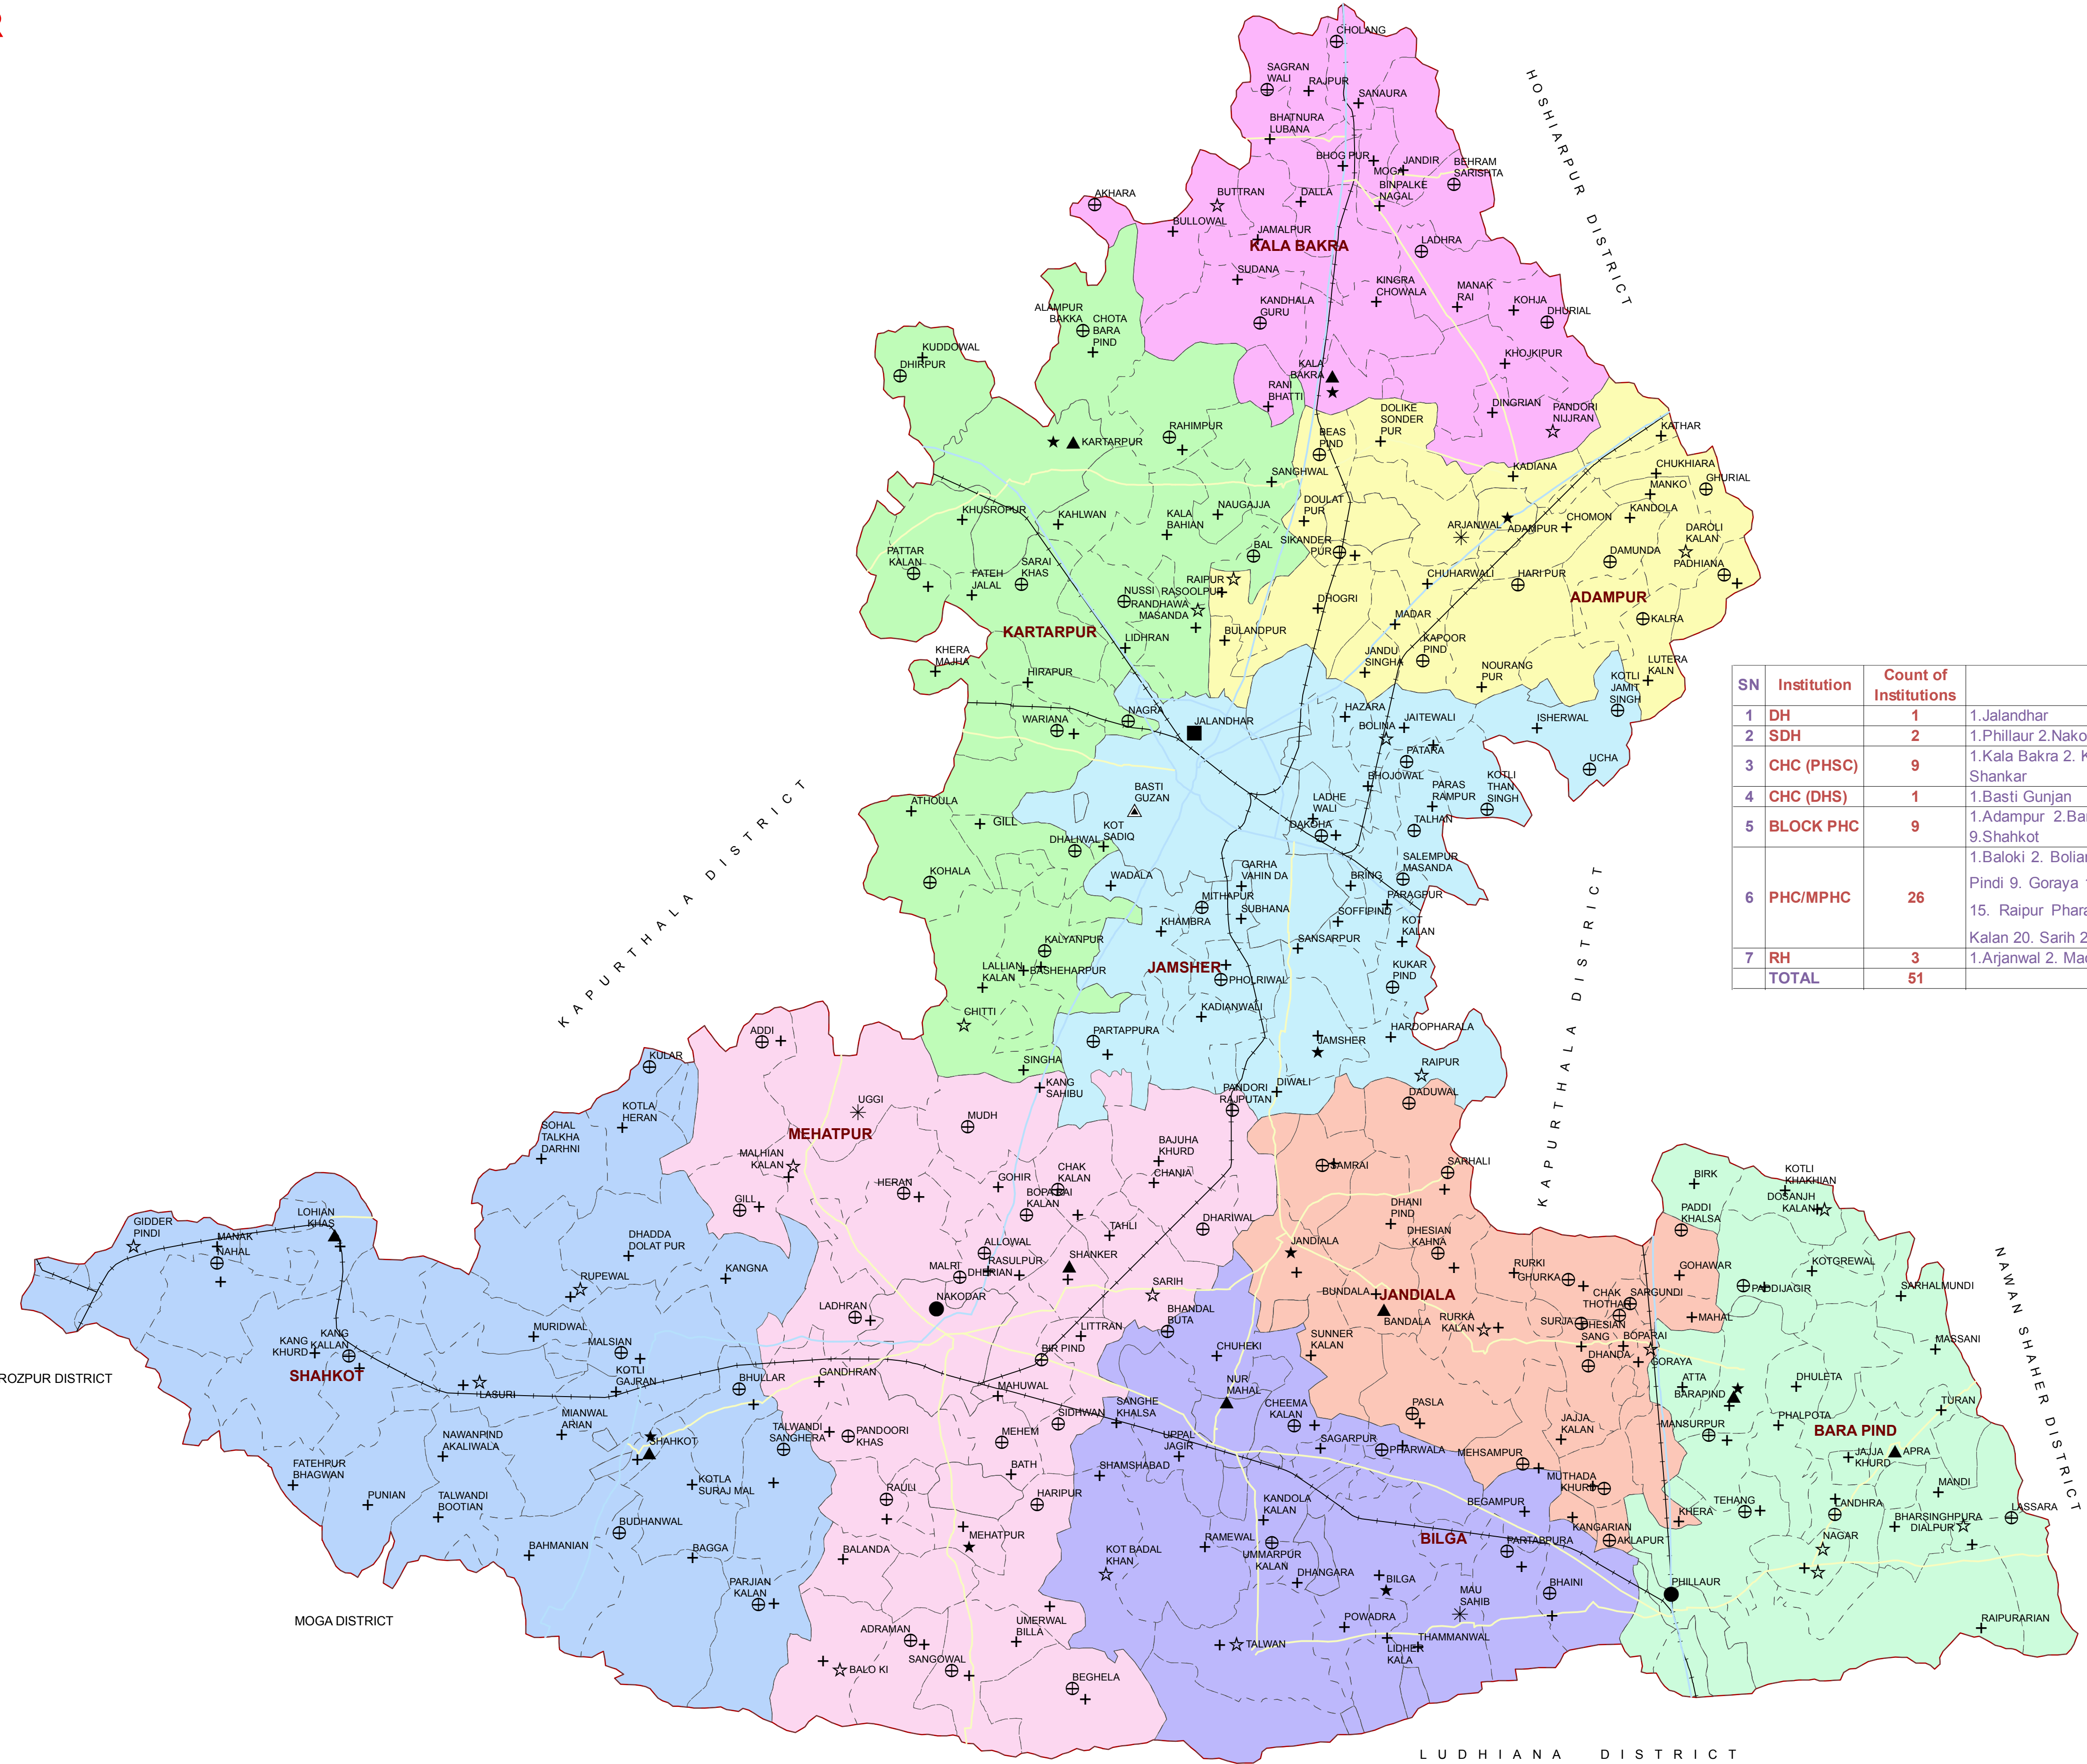 R
CHOLANG
SAGRAN
WALI
RAJPUR
SANAURA
BHATNURA
LUBANA
BHOG PUR
MOGA
JANDIR
BEHRAM
SARISHTA
BINPALKE
NAGAL
AKHARA
BUTTRAN
DALLA
BULLOWAL
JAMALPUR
KALA BAKRA
LADHRA
SUDANA
KINGRA
CHOWALA
MANAK
RAI
KOHJA
DHURIAL
KANDHALA
GURU
KHOJKIPUR
KALA
BAKRA
RANI
BHATTI
DINGRIAN
PANDORI
NIJJRAN
HOSHIARPUR DISTRICT
ALAMPUR
BAKKA
CHOTA
BARA
PIND
KUDDOWAL
DHIRPUR
KARTARPUR
RAHIMPUR
SANGHWAL
KHUSROPUR
KAHLWAN
KALA
BAHIAN
NAUGAJJA
BAL
PATTAR
KALAN
FATEH
JALAL
SARAI
KHAS
NUSSI
RANDHAWA
MASANDA
RAIPUR
RASOOLPUR
KARTARPUR
LIDHRAN
BULANDPUR
KHERA
MAJHA
HIRAPUR
WARIANA
NAGRA
BEAS
PIND
DOLIKE
SONDER
PUR
KATHAR
KADIANA
CHUKHIARA
MANKO
GHURIAL
DOULAT
PUR
ARJANWAL
ADAMPUR
CHOMON
KANDOLA
DAROLI
KALAN
SIKANDER
PUR
DAMUNDA
PADHIANA
CHUHARWALI
HARI PUR
ADAMPUR
DHOGRI
MADAR
KALRA
KAPOOR
PIND
JANDU
SINGHA
NOURANG
PUR
LUTERA
KALN
KOTLI
JAMIT
SINGH
JALANDHAR
HAZARA
BOLINA
JAITEWALI
ISHERWAL
PATARA
UCHA
BHOJOWAL
PARAS
RAMPUR
KOTLI
THAN
SINGH
BASTI
GUZAN
LADHE
WALI
DAKOHA
TALHAN
ATHOULA
GILL
DHALIWAL
KOT
SADIQ
KOHALA
WADALA
GARHA
VAHIN DA
BRING
SALEMPUR
MASANDA
MITHAPUR
SUBHANA
PARAGPUR
KHAMBRA
SOFFIPIND
KOT
KALAN
SANSARPUR
KALYANPUR
LALLIAN
KALAN
BASHEHARPUR
JAMSHER
PHOLRIWAL
KUKAR
PIND
CHITTI
KADIANWALI
PARTAPPURA
JAMSHER
HARDOPHARALA
SINGHA
KANG
SAHIBU
RAIPUR
DIWALI
PANDORI
RAJPUTAN
KAPURTHALA DISTRICT
KAPURTHALA DISTRICT
SN Institution Count of Institutions
1 DH 1 1.Jalandhar
2 SDH 2 1.Phillaur 2.Nako
3 CHC (PHSC) 9 1.Kala Bakra 2. K
Shankar
4 CHC (DHS) 1 1.Basti Gunjan
5 BLOCK PHC 9 1.Adampur 2.Bar
9.Shahkot
6 PHC/MPHC 26 1.Baloki 2. Bolian
Pindi 9. Goraya
15. Raipur Phara
Kalan 20. Sarih 2
7 RH 3 1.Arjanwal 2. Mao
TOTAL 51
ADDI
KULAR
UGGI
MUDH
KOTLA
HERAN
SOHAL
TALKHA
DARHNI
MEHATPUR
MALHIAN
KALAN
BAJUHA
KHURD
CHANIA
GILL
HERAN
GOHIR
CHAK
KALAN
BOPARAI
KALAN
TAHLI
DHARIWAL
ALLOWAL
MALRI
RASULPUR
DHERIAN
SHANKER
SARIH
NAKODAR
LADHRAN
BHANDAL
BUTA
LITTRAN
BIR PIND
GANDHRAN
MAHUWAL
SIDHWAN
SANGHE
KHALSA
PANDOORI
KHAS
MEHEM
BATH
RAULI
HARIPUR
MEHATPUR
BALANDA
ADRAMAN
UMERWAL
BILLA
SANGOWAL
BALO KI
BEGHELA
GIDDER
PINDI
LOHIAN
KHAS
MANAK
NAHAL
DHADDA
DOLAT PUR
KANGNA
RUPEWAL
MURIDWAL
MALSIAN
KANG
KHURD
KANG
KALLAN
SHAHKOT
LASURI
KOTLI
GAJRAN
BHULLAR
MIANWAL
ARIAN
SHAHKOT
TALWANDI
SANGHERA
NAWANPIND
AKALIWALA
FATEHPUR
BHAGWAN
KOTLA
SURAJ MAL
PUNIAN
TALWANDI
BOOTIAN
BUDHANWAL
BAHMANIAN
BAGGA
PARJIAN
KALAN
ROZPUR DISTRICT
MOGA DISTRICT
DADUWAL
SAMRAI
SARHALI
DHANI
PIND
JANDIALA
DHESIAN
KAHNA
BUNDALA
JANDIALA
BANDALA
RURKI
GHURKA
CHAK
THOTHAR
SARGUNDI
RURKA
KALAN
SURJA
DHESIAN
SANG
BOPARAI
SUNNER
KALAN
DHANDA
GORAYA
PADDI
KHALSA
GOHAWAR
MAHAL
PASLA
JAJJA
KALAN
MEHSAMPUR
MUTHADA
KHURD
KHERA
KANGARIAN
AKLAPUR
CHUHEKI
NUR
MAHAL
CHEEMA
KALAN
UPPAL
JAGIR
SAGARPUR
PHARWALA
SHAMSHABAD
KANDOLA
KALAN
BEGAMPUR
BILGA
RAMEWAL
KOT BADAL
KHAN
UMMARPUR
KALAN
PARTABPURA
DHANGARA
BILGA
MAU
SAHIB
BHAINI
POWADRA
TALWAN
LIDHER
KALA
THAMMANWAL
BIRK
KOTLI
KHAKHIAN
DOSANJH
KALAN
KOTGREWAL
PADDIJAGIR
SARHALMUNDI
MASSANI
ATTA
BARAPIND
DHULETA
TURAN
MANSURPUR
PHALPOTA
BARA PIND
JAJJA
KHURD
APRA
MANDI
TEHANG
LANDHRA
LASSARA
BHARSINGHPURA
DIALPUR
NAGAR
PHILLAUR
RAIPURARIAN
NAWAN SHAHER DISTRICT
LUDHIANA DISTRICT